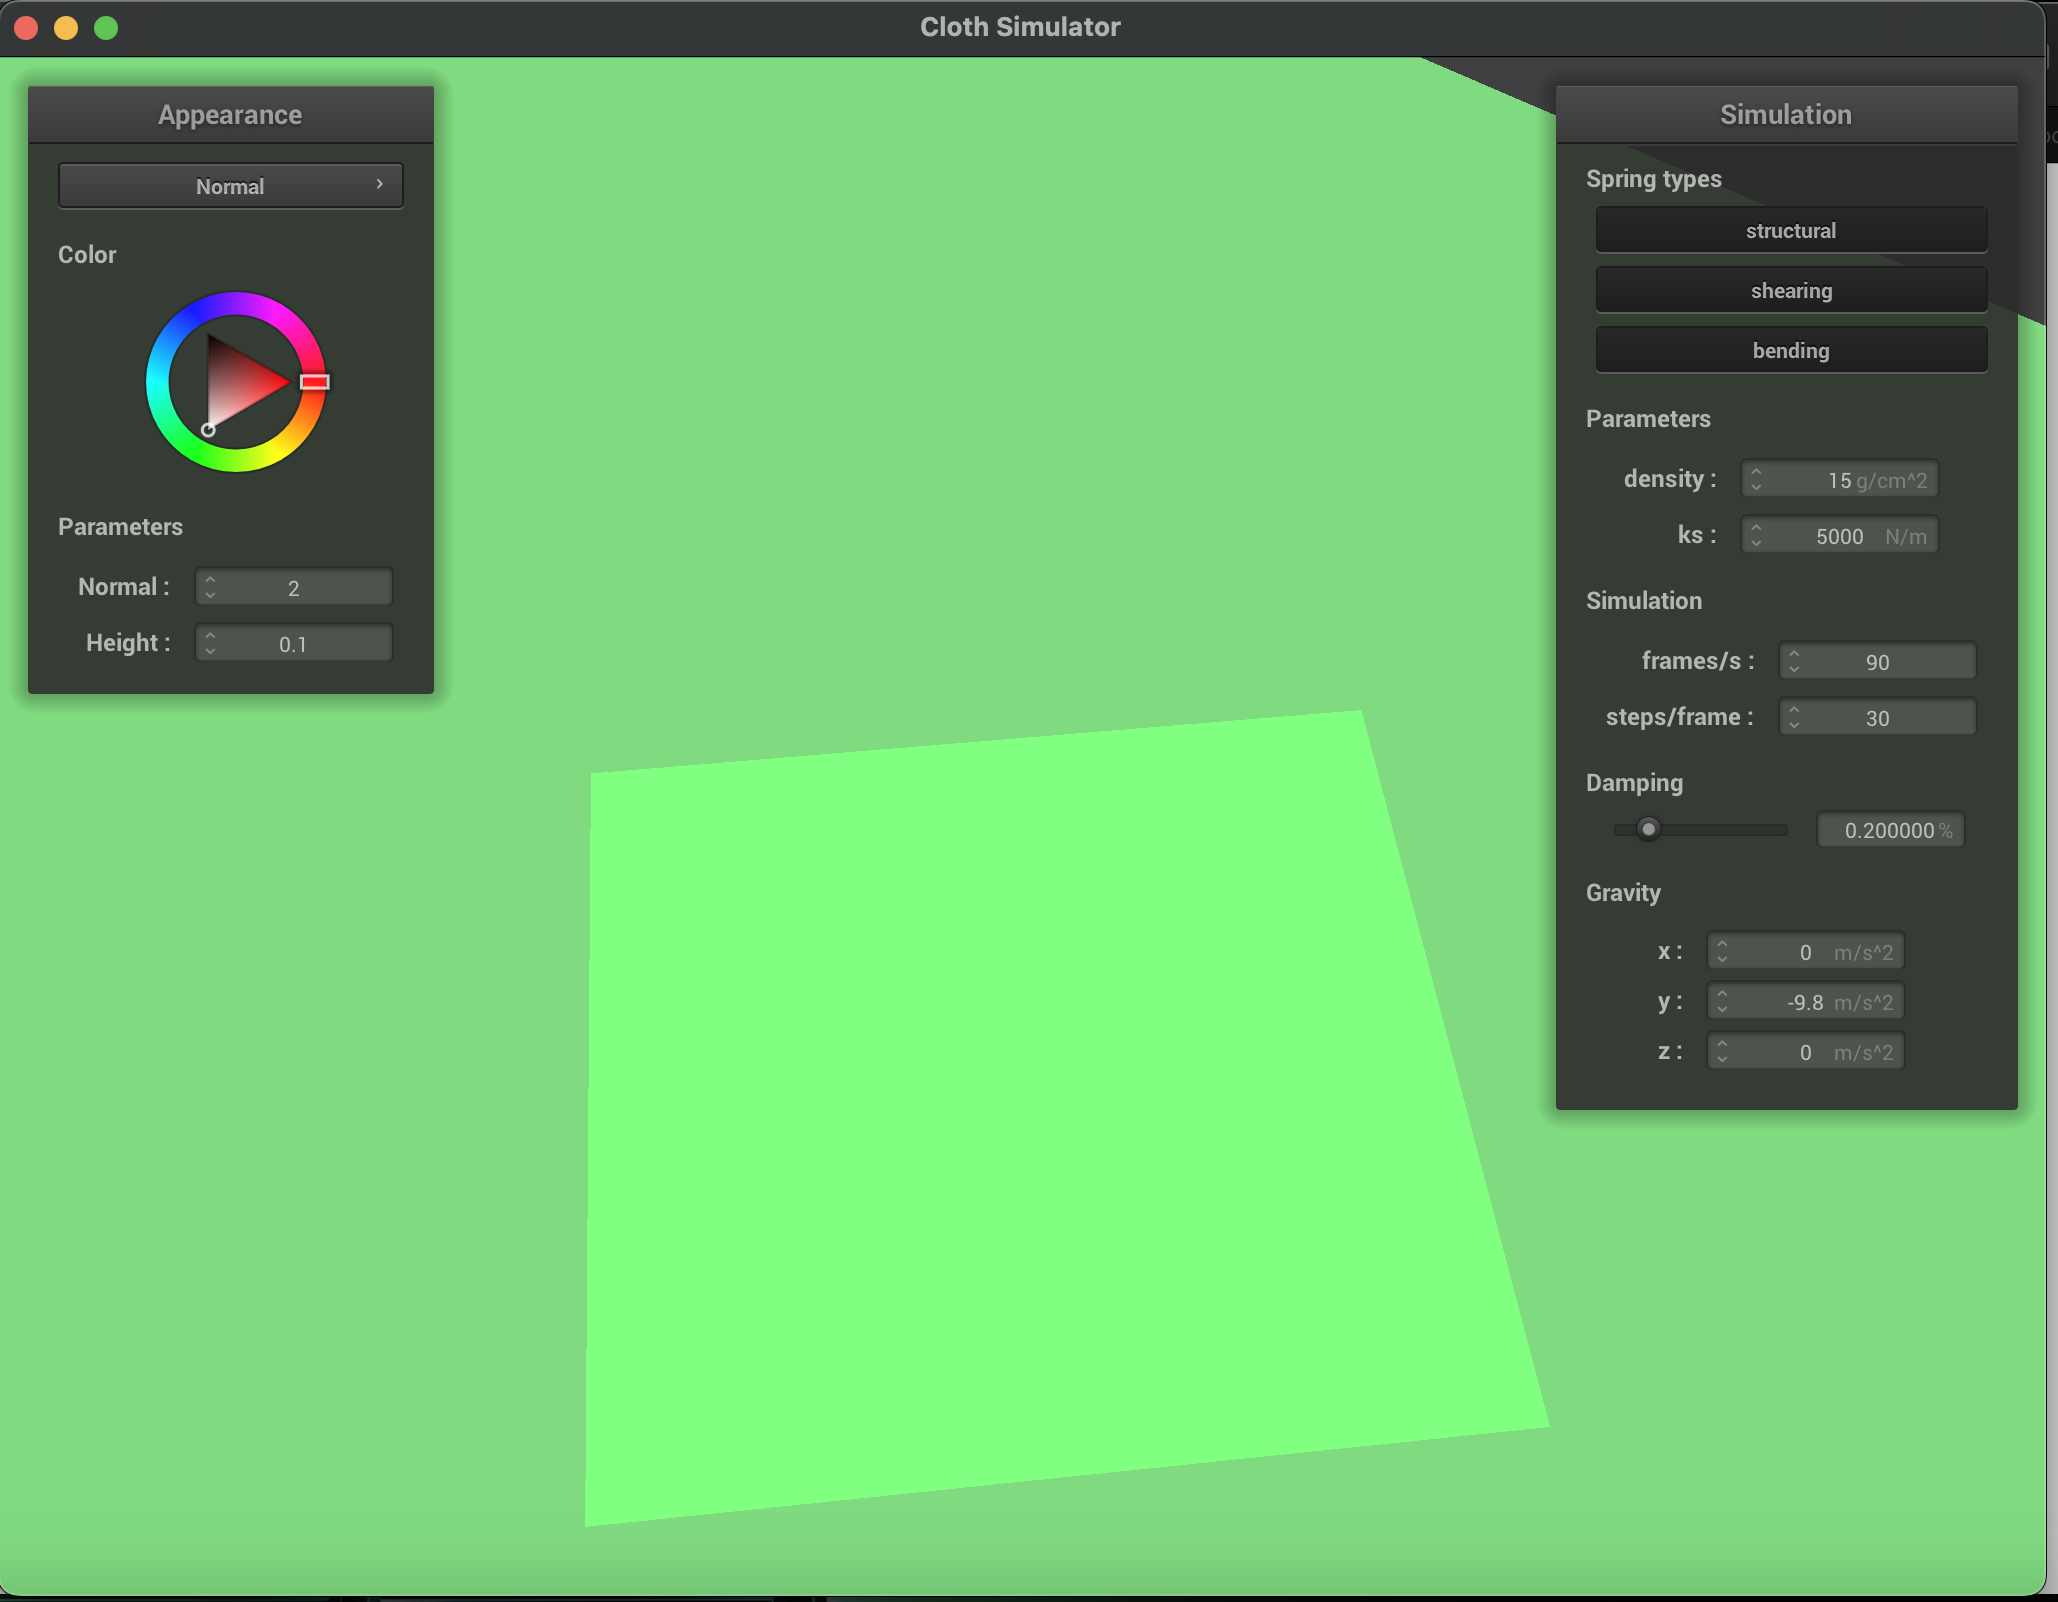 Cloth Simulator
Appearance
Normal
Color
Parameters
Normal :
2
Height :
0.1
Simulation
Spring types
structural
shearing
bending
Parameters
density :
15 g/cm^2
ks :
5000 N/m
Simulation
frames/s :
90
steps/frame :
30
Damping
0.200000 %
Gravity
x :
0 m/s^2
y :
-9.8 m/s^2
z :
0 m/s^2